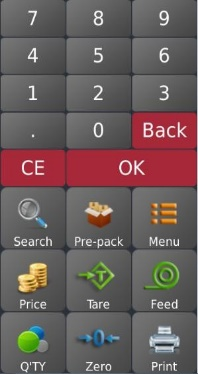 7 8 9
4 5 6
1 2 3
. 0 Back
CE OK
Search Pre-pack Menu
Price Tare Feed
Q'TY Zero Print